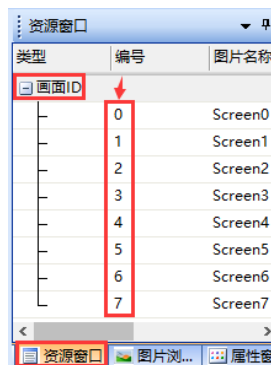 资源窗口
类型 编号 图片名称
画面ID
0 Screen0
1 Screen1
2 Screen2
3 Screen3
4 Screen4
5 Screen5
6 Screen6
7 Screen7
资源窗口 图片浏... 属性窗